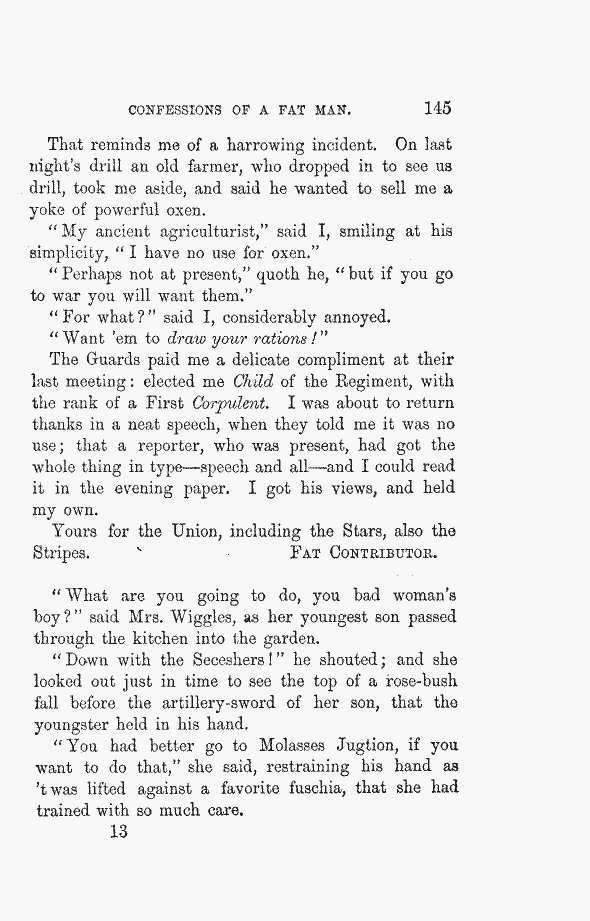 CONFESSIONS OF A FAT MAN. 145
That reminds me of a harrowing incident. On last
night's drill an old farmer, who dropped in to see us
drill, took me aside, and said he wanted to sell me a
yoke of powerful oxen.
"My ancient agriculturist," said I, smiling at his
simplicity, "I have no use for oxen."
"Perhaps not at present," quoth he, "but if you go
to war you will want them."
"For what?" said I, considerably annoyed.
"Want 'em to draw your rations!"
The Guards paid me a delicate compliment at their
last meeting: elected me Child of the Regiment, with
the rank of a First Corpulent. I was about to return
thanks in a neat speech, when they told me it was no
use; that a reporter, who was present, had got the
whole thing in type—speech and all—and I could read
it in the evening paper. I got his views, and held
my own.
Yours for the Union, including the Stars, also the
Stripes. FAT CONTRIBUTOR.
"What are you going to do, you bad woman's
boy?" said Mrs. Wiggles, as her youngest son passed
through the kitchen into the garden.
"Down with the Seceshers!" he shouted; and she
looked out just in time to see the top of a rose-bush
fall before the artillery-sword of her son, that the
youngster held in his hand.
"You had better go to Molasses Jugtion, if you
want to do that," she said, restraining his hand as
't was lifted against a favorite fuschia, that she had
trained with so much care.
13